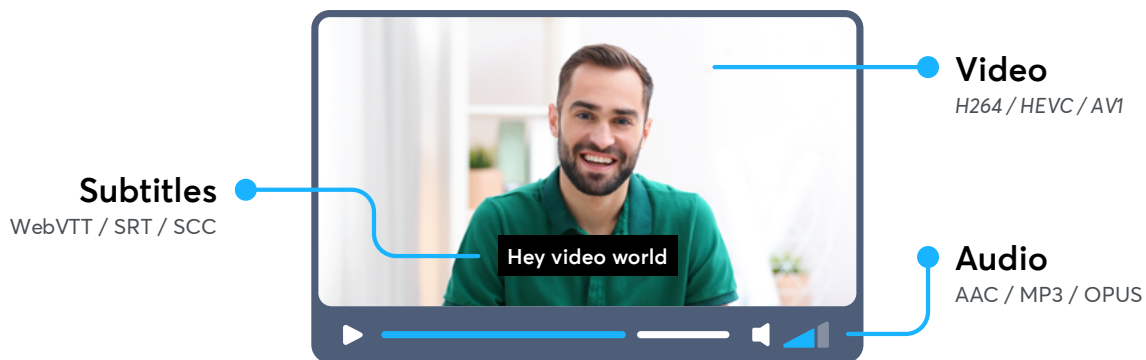 Video
H264 / HEVC / AV1
Subtitles
WebVTT / SRT / SCC
Hey video world
Audio
AAC / MP3 / OPUS